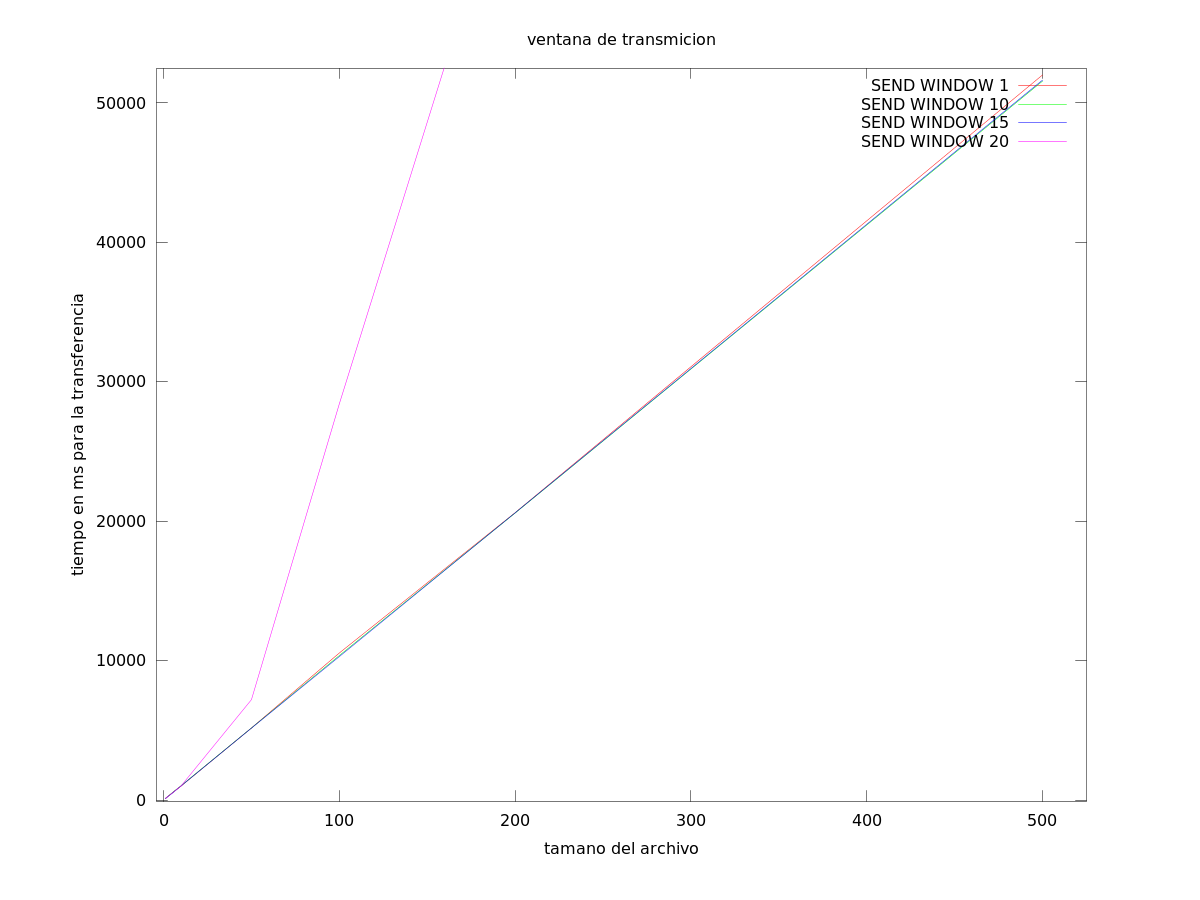 ventana de transmicion
SEND WINDOW 1
SEND WINDOW 10
SEND WINDOW 15
SEND WINDOW 20
50000
40000
30000
20000
10000
0
tiempo en ms para la transferencia
0 100 200 300 400 500
tamano del archivo